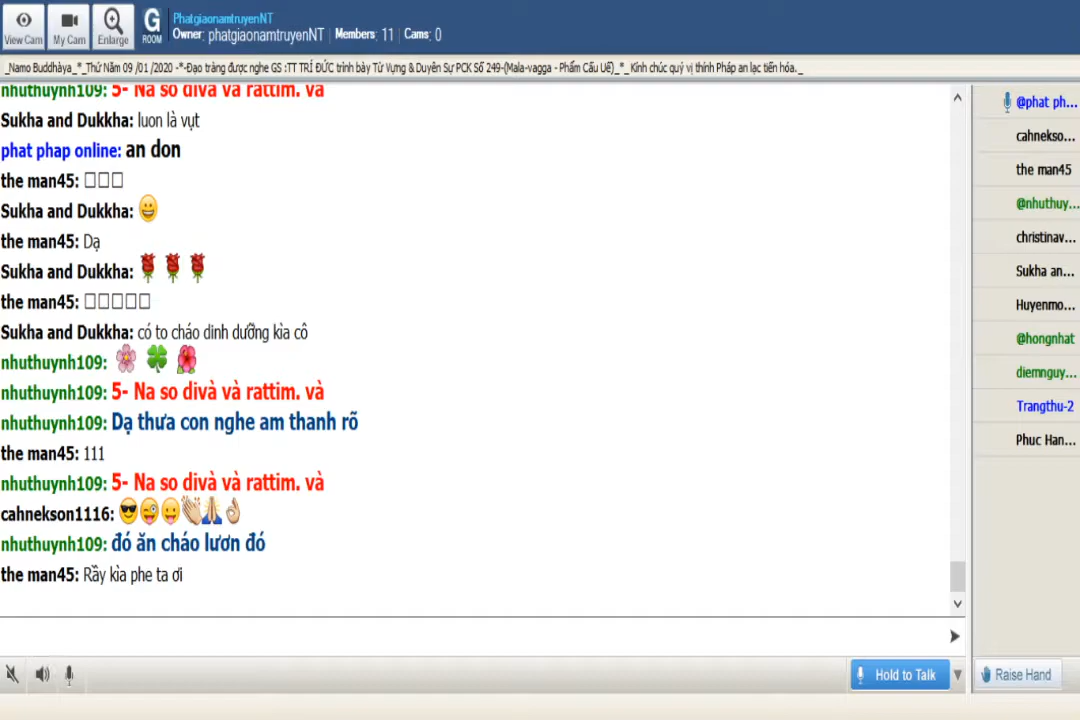 View Cam
My Cam
Enlarge
G
ROOM
PhatgiaonamtruyenNT
Owner: phatgiaonamtruyenNT | Members: 11 | Cams: 0
_Namo Buddhàya_*_Thứ Năm 09 /01 /2020 -*-Đạo tràng được nghe GS :TT TRÍ ĐỨC trình bày Từ Vựng & Duyên Sự PCK Số 249-(Mala-vagga - Phẩm Cấu Uế)_*_ Kính chúc quý vị thính Pháp an lạc tiến hóa._
nhuthuynh109: 5- Na so divà và rattim. và
Sukha and Dukkha: luon là vụt
phat phap online: an don
the man45: □□□
Sukha and Dukkha: 😀
the man45: Dạ
Sukha and Dukkha: 🌹🌹🌹
the man45: □□□□□
Sukha and Dukkha: có to cháo dinh dưỡng kìa cô
nhuthuynh109: 🌸🍀🌺
nhuthuynh109: 5- Na so divà và rattim. và
nhuthuynh109: Dạ thưa con nghe am thanh rõ
the man45: 111
nhuthuynh109: 5- Na so divà và rattim. và
cahnekson1116: 😎😜😛👏🙏👌
nhuthuynh109: đó ăn cháo lươn đó
the man45: Rầy kìa phe ta ơi
@phat ph...
cahnekso...
the man45
@nhuthuy...
christinav...
Sukha an...
Huyenmo...
@hongnhat
diemnguy...
Trangthu-2
Phuc Han...
Hold to Talk
Raise Hand